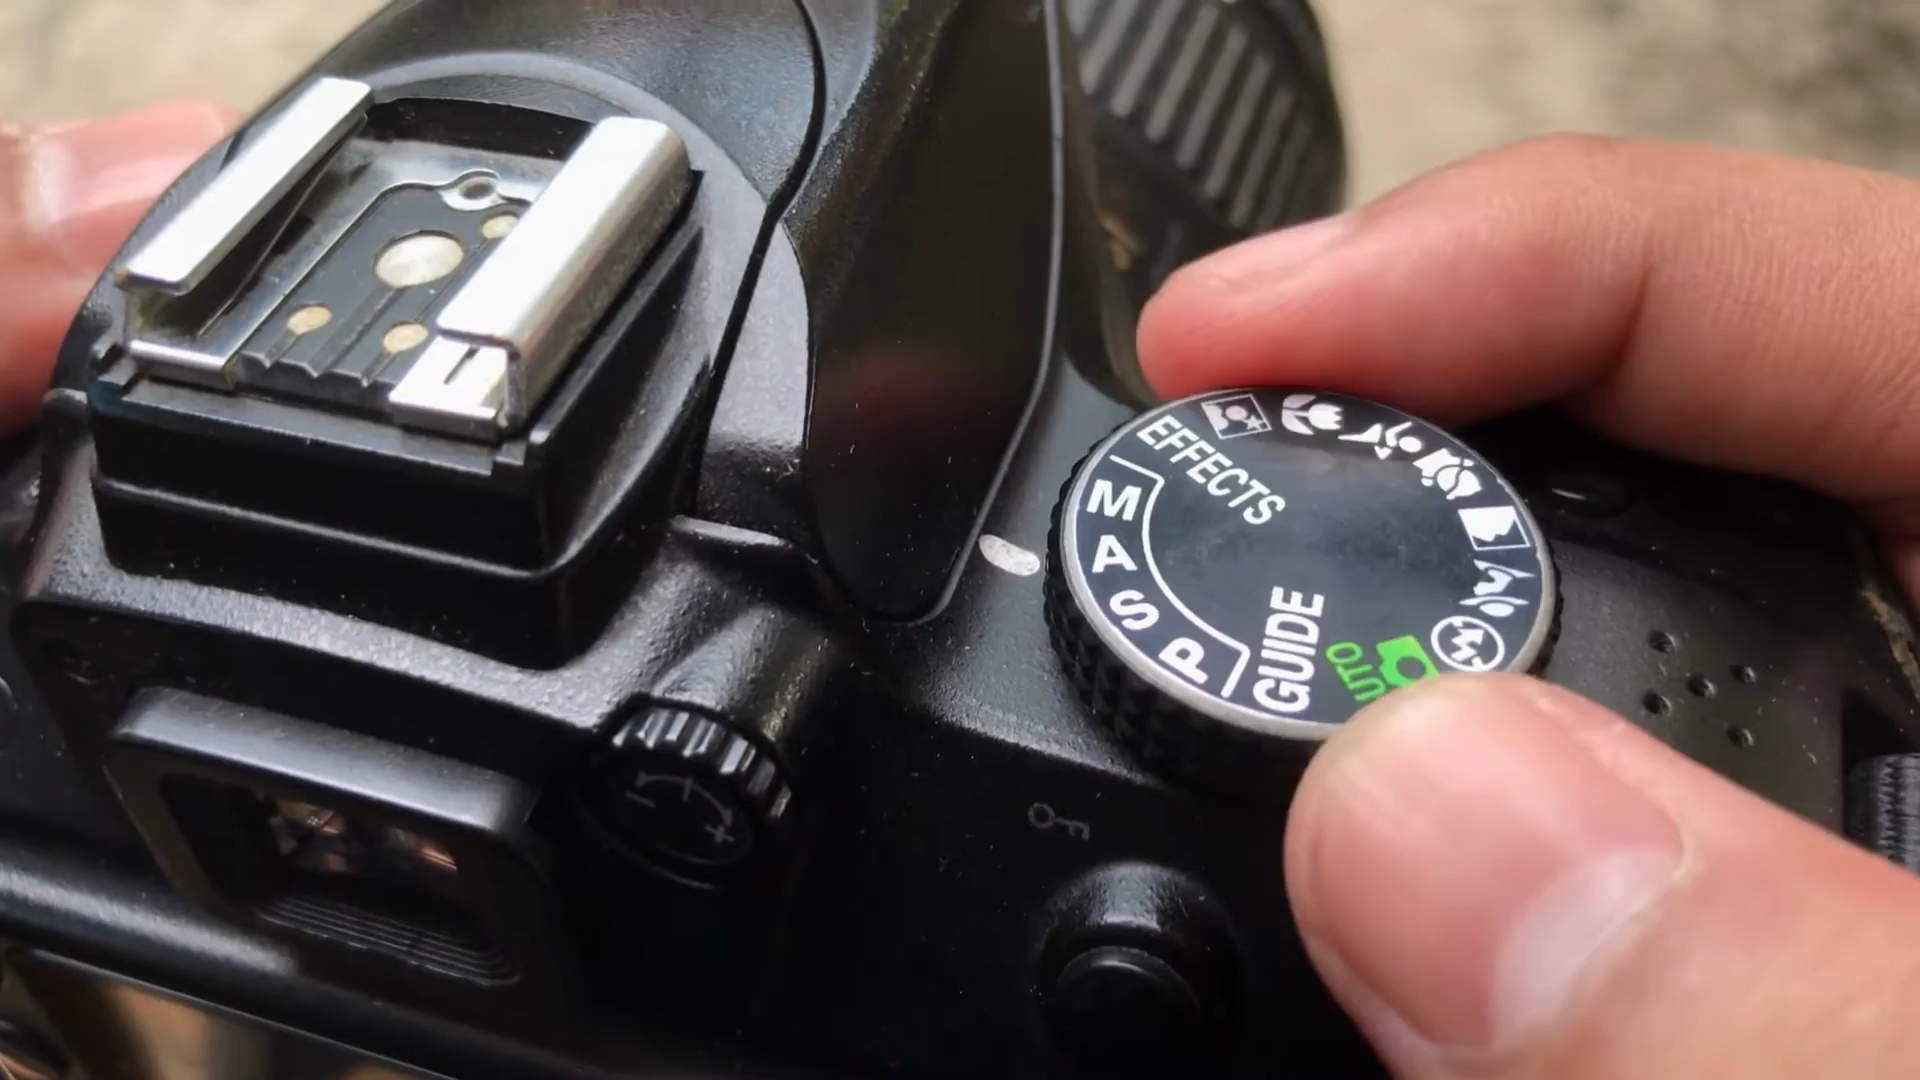 EFFECTS
M
A
S
P
GUIDE
UTO
- +